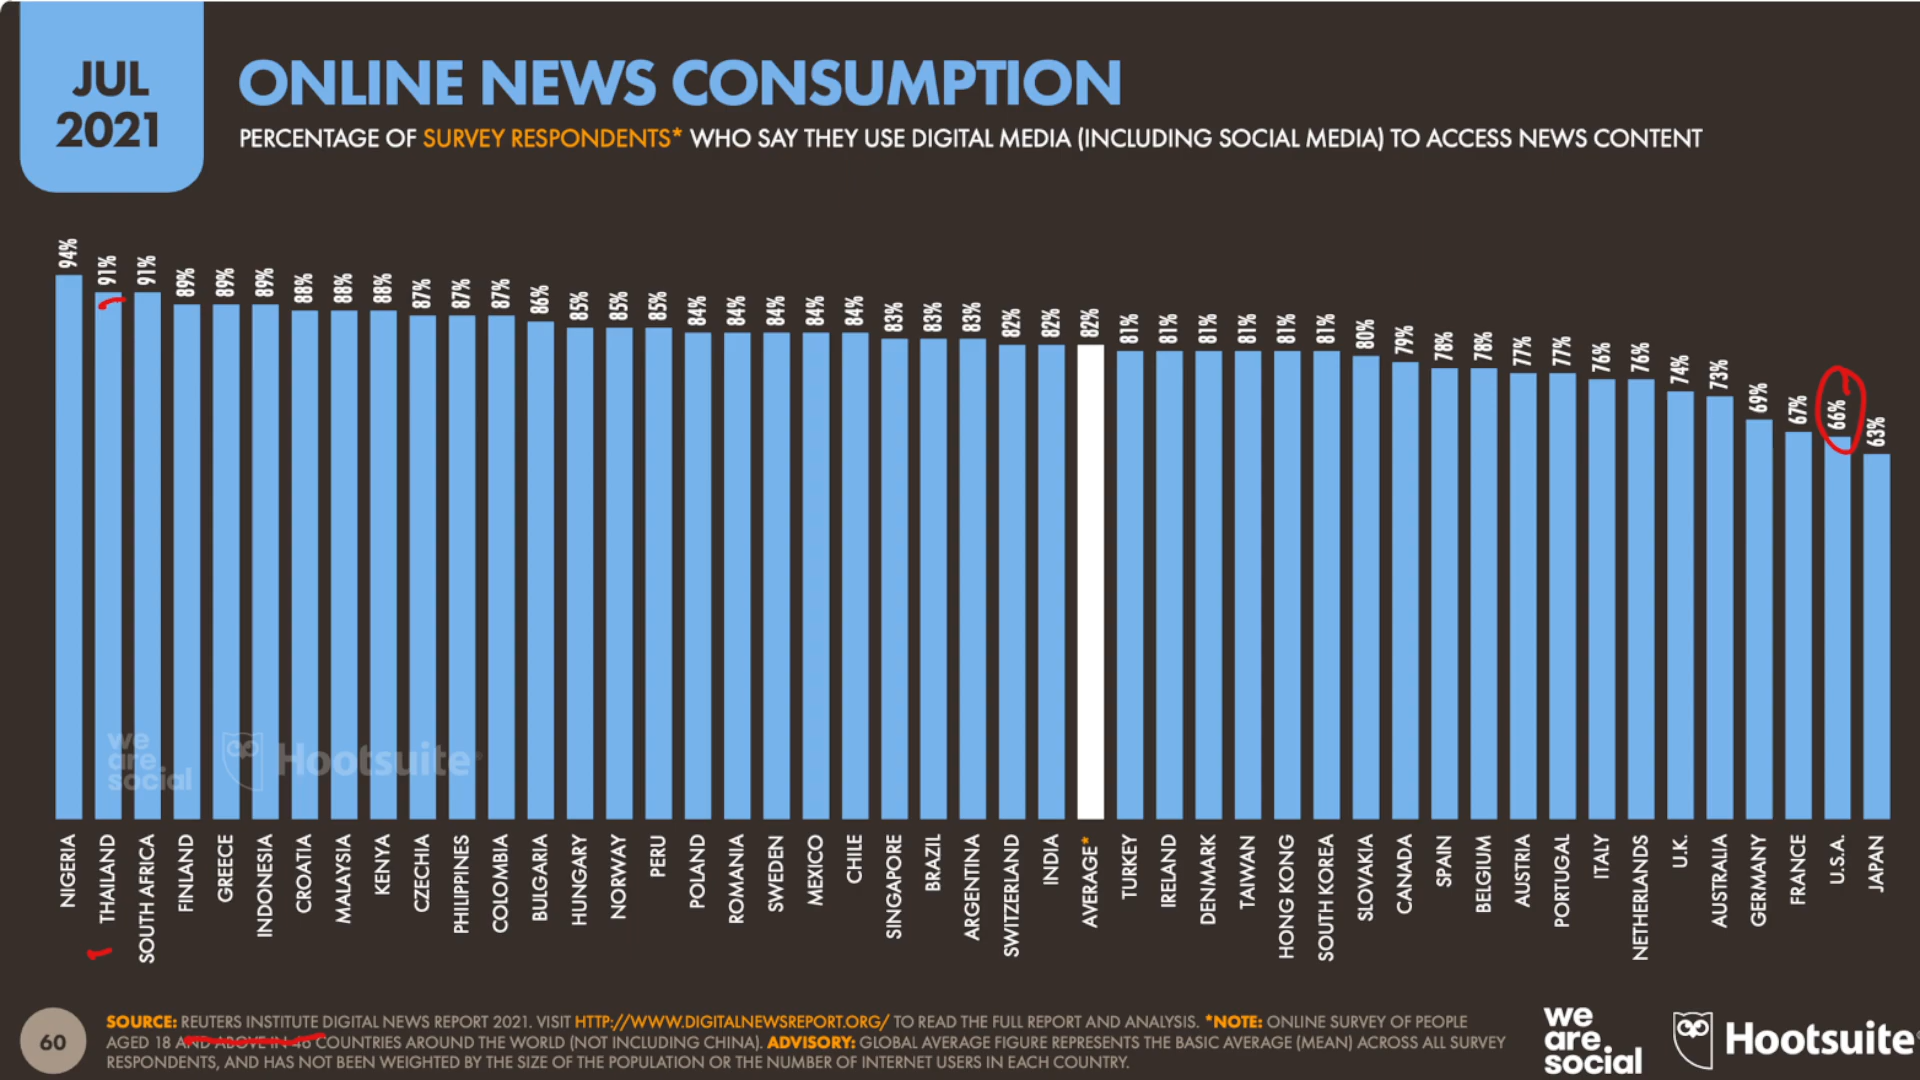 JUL
2021
ONLINE NEWS CONSUMPTION
PERCENTAGE OF SURVEY RESPONDENTS* WHO SAY THEY USE DIGITAL MEDIA (INCLUDING SOCIAL MEDIA) TO ACCESS NEWS CONTENT
94% 91% 91% 89% 89% 89% 88% 88% 88% 87% 87% 87% 86% 85% 85% 85% 84% 84% 84% 84% 84% 83% 83% 83% 82% 82% 82% 81% 81% 81% 81% 81% 81% 80% 79% 78% 78% 77% 77% 76% 76% 74% 73% 69% 67% 66% 63%
we
are
social
Hootsuite
NIGERIA THAILAND SOUTH AFRICA FINLAND GREECE INDONESIA CROATIA MALAYSIA KENYA CZECHIA PHILIPPINES COLOMBIA BULGARIA HUNGARY NORWAY PERU POLAND ROMANIA SWEDEN MEXICO CHILE SINGAPORE BRAZIL ARGENTINA SWITZERLAND INDIA AVERAGE* TURKEY IRELAND DENMARK TAIWAN HONG KONG SOUTH KOREA SLOVAKIA CANADA SPAIN BELGIUM AUSTRIA PORTUGAL ITALY NETHERLANDS U.K. AUSTRALIA GERMANY FRANCE U.S.A. JAPAN
60
SOURCE: REUTERS INSTITUTE DIGITAL NEWS REPORT 2021. VISIT HTTP://WWW.DIGITALNEWSREPORT.ORG/ TO READ THE FULL REPORT AND ANALYSIS. *NOTE: ONLINE SURVEY OF PEOPLE
AGED 18 AND ABOVE IN 46 COUNTRIES AROUND THE WORLD (NOT INCLUDING CHINA). ADVISORY: GLOBAL AVERAGE FIGURE REPRESENTS THE BASIC AVERAGE (MEAN) ACROSS ALL SURVEY
RESPONDENTS, AND HAS NOT BEEN WEIGHTED BY THE SIZE OF THE POPULATION OR THE NUMBER OF INTERNET USERS IN EACH COUNTRY.
we
are
social
Hootsuite